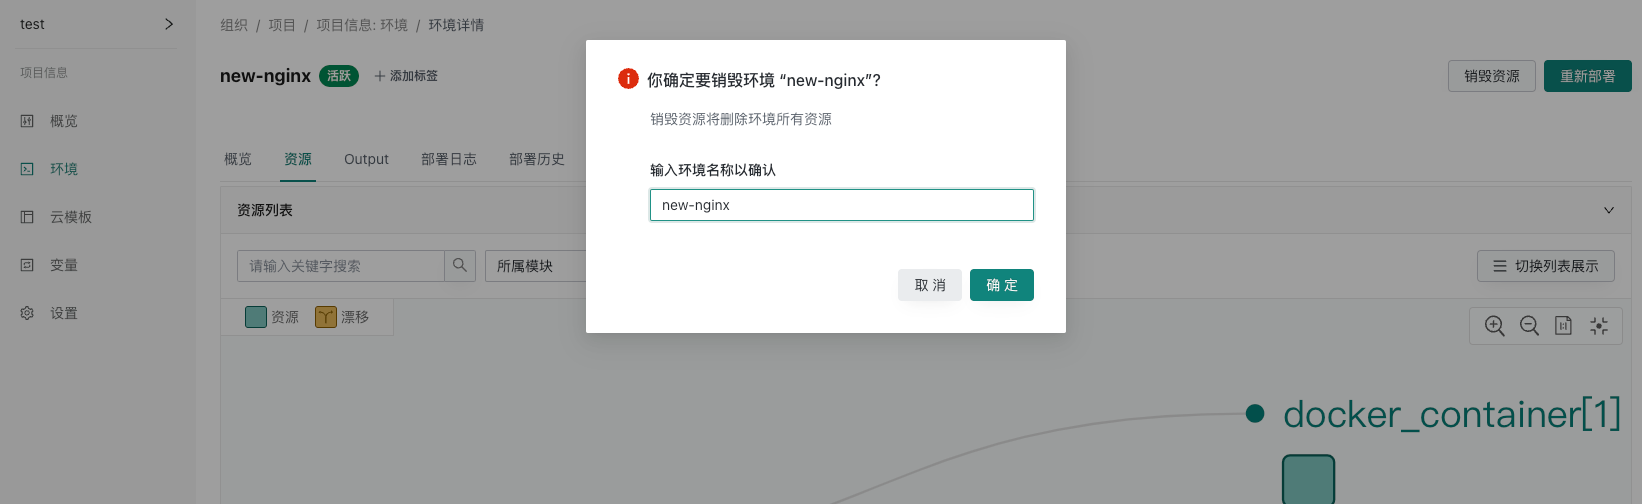 test
项目信息
概览
环境
云模板
变量
设置
组织 / 项目 / 项目信息: 环境 / 环境详情
new-nginx 活跃 添加标签
销毁资源 重新部署
概览 资源 Output 部署日志 部署历史
资源列表
请输入关键字搜索 所属模块
切换列表展示
资源 漂移
docker_container[1]
你确定要销毁环境 “new-nginx”?
销毁资源将删除环境所有资源
输入环境名称以确认
new-nginx
取 消 确 定